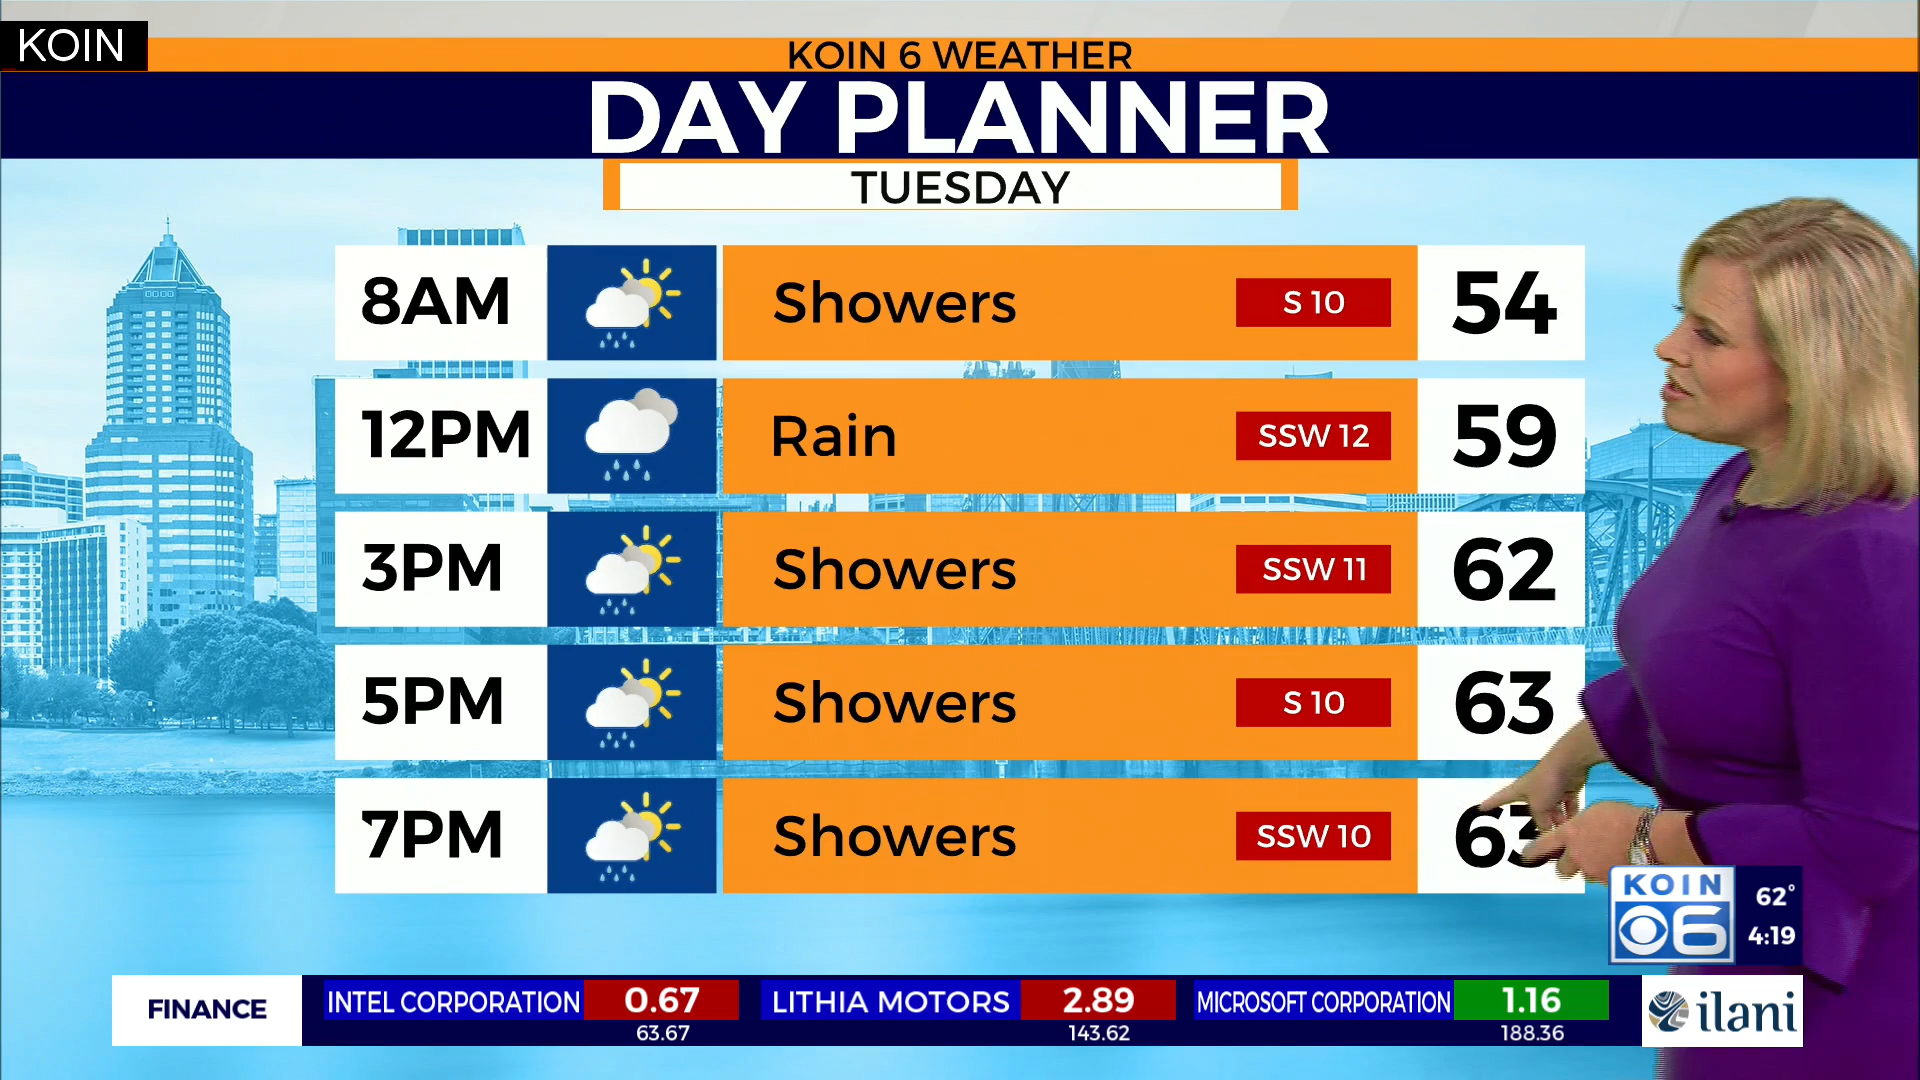 KOIN
KOIN 6 WEATHER
DAY PLANNER
TUESDAY
8AM Showers S 10 54
12PM Rain SSW 12 59
3PM Showers SSW 11 62
5PM Showers S 10 63
7PM Showers SSW 10 63
KOIN 6 62°
4:19
FINANCE INTEL CORPORATION 0.67 LITHIA MOTORS 2.89 MICROSOFT CORPORATION 1.16 ilani
63.67 143.62 188.36